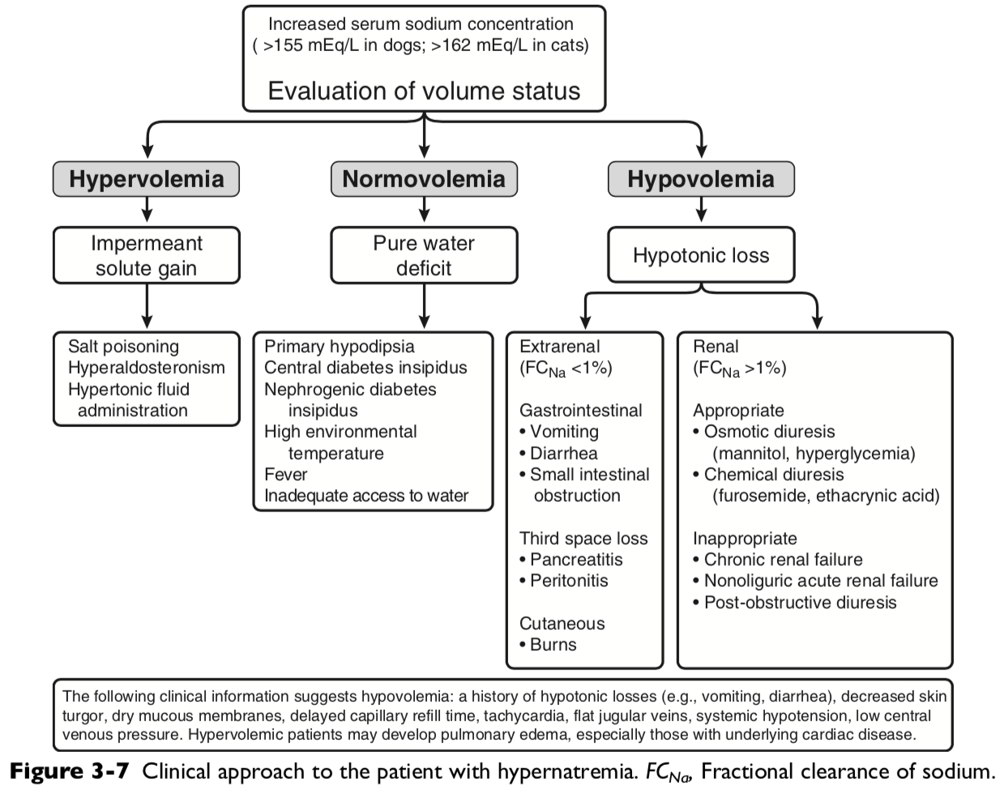 Increased serum sodium concentration
( >155 mEq/L in dogs; >162 mEq/L in cats)
Evaluation of volume status
Hypervolemia
Normovolemia
Hypovolemia
Impermeant
solute gain
Pure water
deficit
Hypotonic loss
Salt poisoning
Hyperaldosteronism
Hypertonic fluid
administration
Primary hypodipsia
Central diabetes insipidus
Nephrogenic diabetes
insipidus
High environmental
temperature
Fever
Inadequate access to water
Extrarenal
(FCNa <1%)
Gastrointestinal
• Vomiting
• Diarrhea
• Small intestinal
obstruction
Third space loss
• Pancreatitis
• Peritonitis
Cutaneous
• Burns
Renal
(FCNa >1%)
Appropriate
• Osmotic diuresis
(mannitol, hyperglycemia)
• Chemical diuresis
(furosemide, ethacrynic acid)
Inappropriate
• Chronic renal failure
• Nonoliguric acute renal failure
• Post-obstructive diuresis
The following clinical information suggests hypovolemia: a history of hypotonic losses (e.g., vomiting, diarrhea), decreased skin
turgor, dry mucous membranes, delayed capillary refill time, tachycardia, flat jugular veins, systemic hypotension, low central
venous pressure. Hypervolemic patients may develop pulmonary edema, especially those with underlying cardiac disease.
Figure 3-7 Clinical approach to the patient with hypernatremia. FCNa, Fractional clearance of sodium.